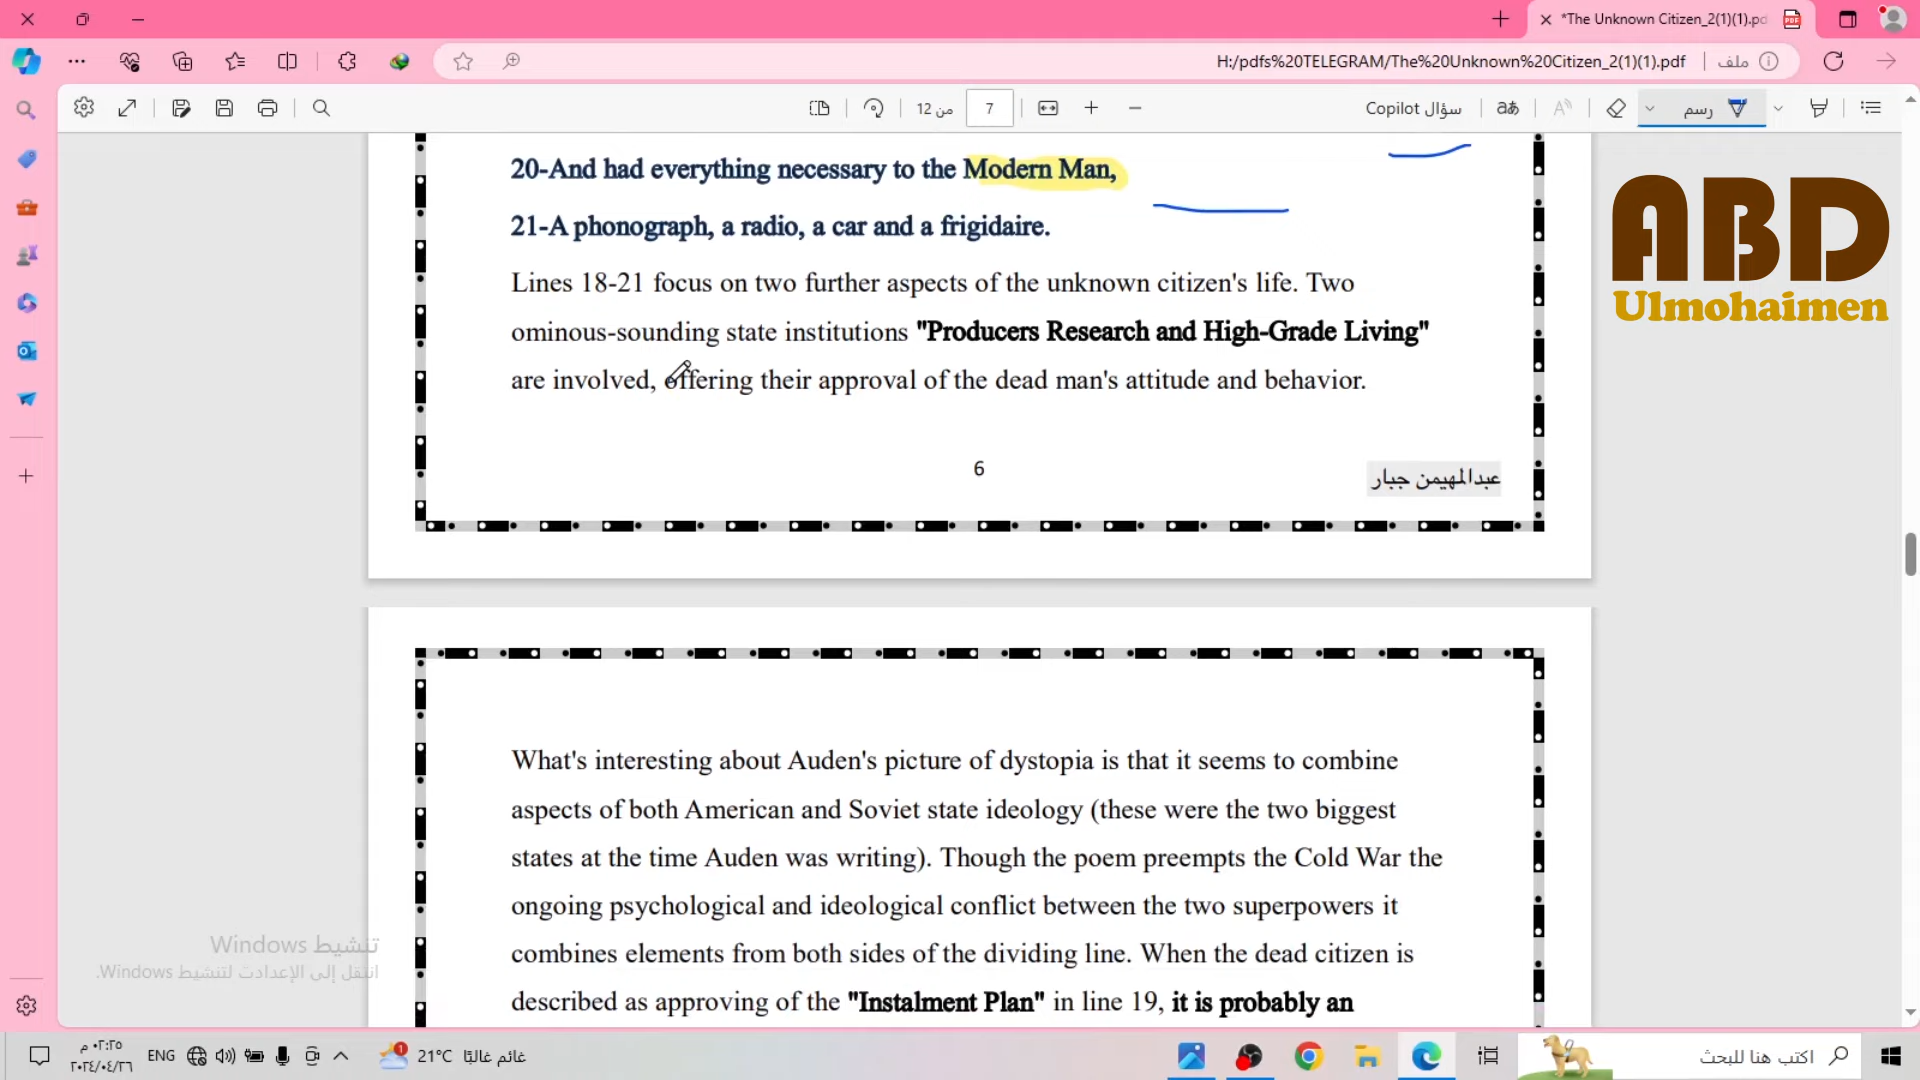 *The Unknown Citizen_2(1)(1).pd
H:/pdfs%20TELEGRAM/The%20Unknown%20Citizen_2(1)(1).pdf
ملف
من 12
7
سؤال Copilot
رسم
20-And had everything necessary to the Modern Man,
21-A phonograph, a radio, a car and a frigidaire.
Lines 18-21 focus on two further aspects of the unknown citizen's life. Two
ominous-sounding state institutions "Producers Research and High-Grade Living"
are involved, offering their approval of the dead man's attitude and behavior.
6
عبدالمهيمن جبار
ABD
Ulmohaimen
What's interesting about Auden's picture of dystopia is that it seems to combine
aspects of both American and Soviet state ideology (these were the two biggest
states at the time Auden was writing). Though the poem preempts the Cold War the
ongoing psychological and ideological conflict between the two superpowers it
combines elements from both sides of the dividing line. When the dead citizen is
described as approving of the "Instalment Plan" in line 19, it is probably an
تنشيط Windows
انتقل إلى الإعدادت لتنشيط Windows.
٠٢:٢٥ م
٢٠٢٤/٠٤/٢٦
ENG
1
21°C غائم غالبًا
اكتب هنا للبحث